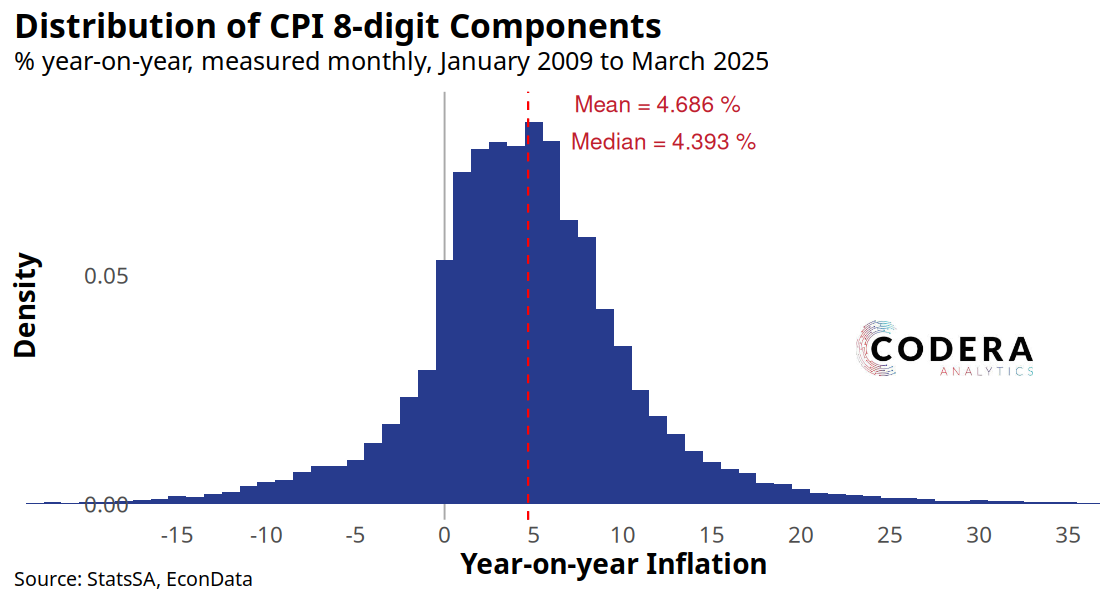 Distribution of CPI 8-digit Components
% year-on-year, measured monthly, January 2009 to March 2025
Mean = 4.686 %
Median = 4.393 %
Density
0.05
0.00
CODERA
ANALYTICS
-15 -10 -5 0 5 10 15 20 25 30 35
Year-on-year Inflation
Source: StatsSA, EconData